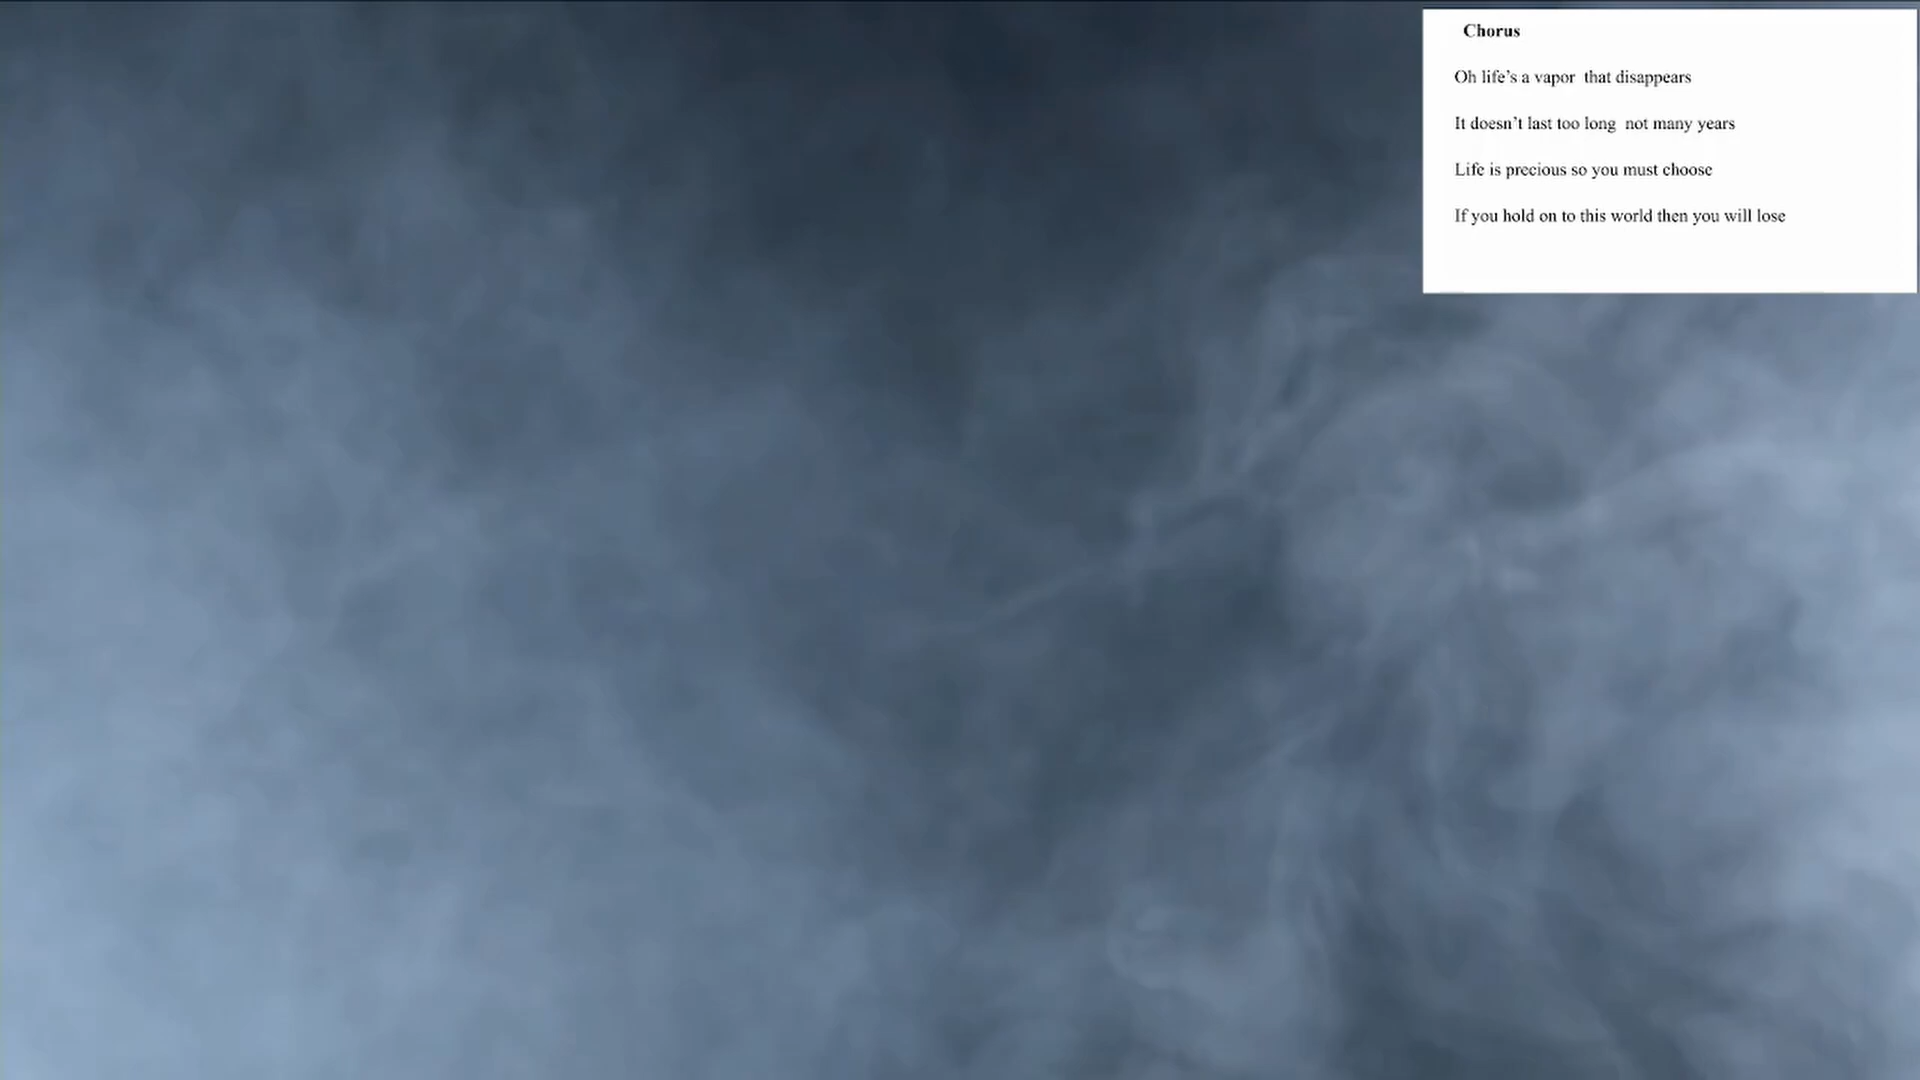 Chorus
Oh life's a vapor  that disappears
It doesn't last too long  not many years
Life is precious so you must choose
If you hold on to this world then you will lose